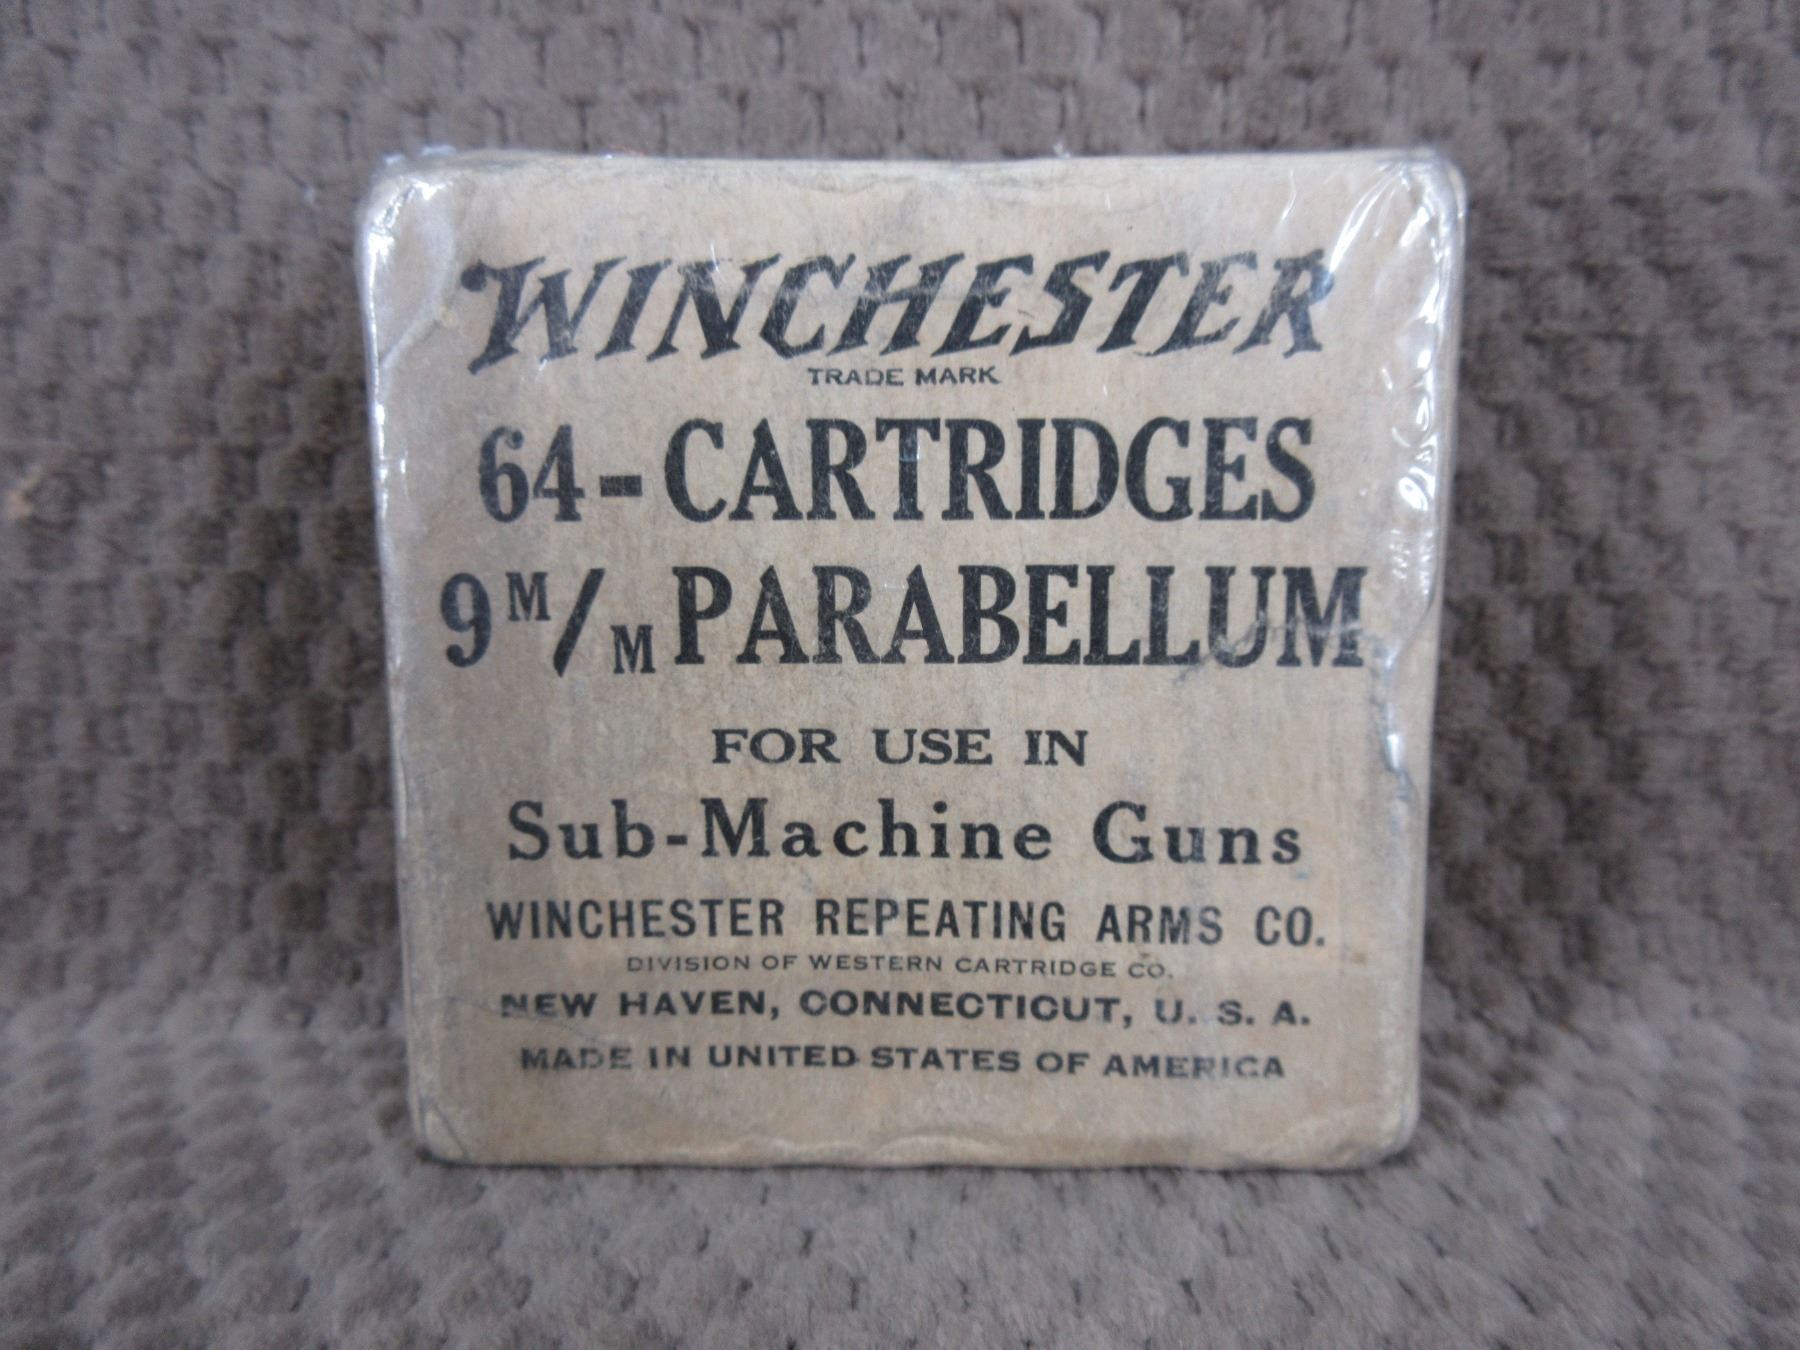 WINCHESTER
TRADE MARK
64-CARTRIDGES
9 M/M PARABELLUM
FOR USE IN
Sub-Machine Guns
WINCHESTER REPEATING ARMS CO.
DIVISION OF WESTERN CARTRIDGE CO.
NEW HAVEN, CONNECTICUT, U. S. A.
MADE IN UNITED STATES OF AMERICA